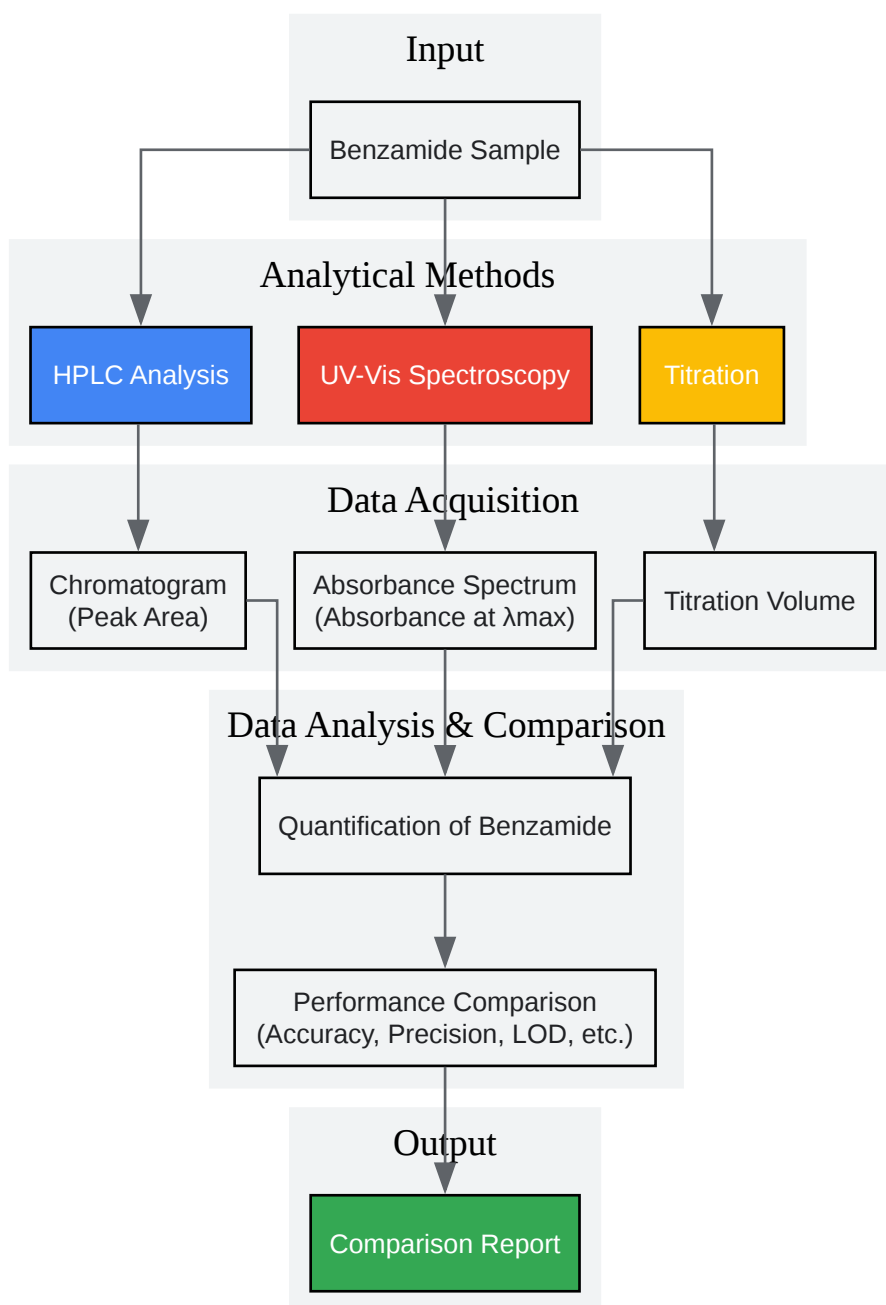 Input
Benzamide Sample
Analytical Methods
HPLC Analysis
UV-Vis Spectroscopy
Titration
Data Acquisition
Chromatogram
(Peak Area)
Absorbance Spectrum
(Absorbance at λmax)
Titration Volume
Data Analysis & Comparison
Quantification of Benzamide
Performance Comparison
(Accuracy, Precision, LOD, etc.)
Output
Comparison Report